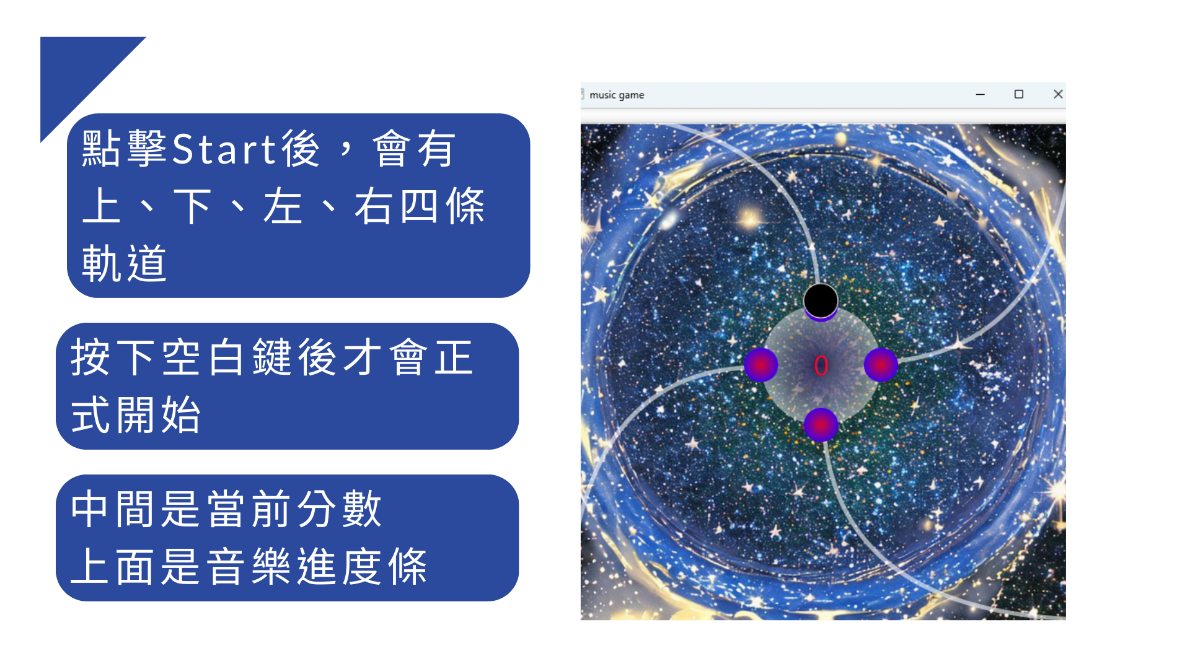 點擊Start後，會有
上、下、左、右四條
軌道
按下空白鍵後才會正
式開始
中間是當前分數
上面是音樂進度條
music game
0